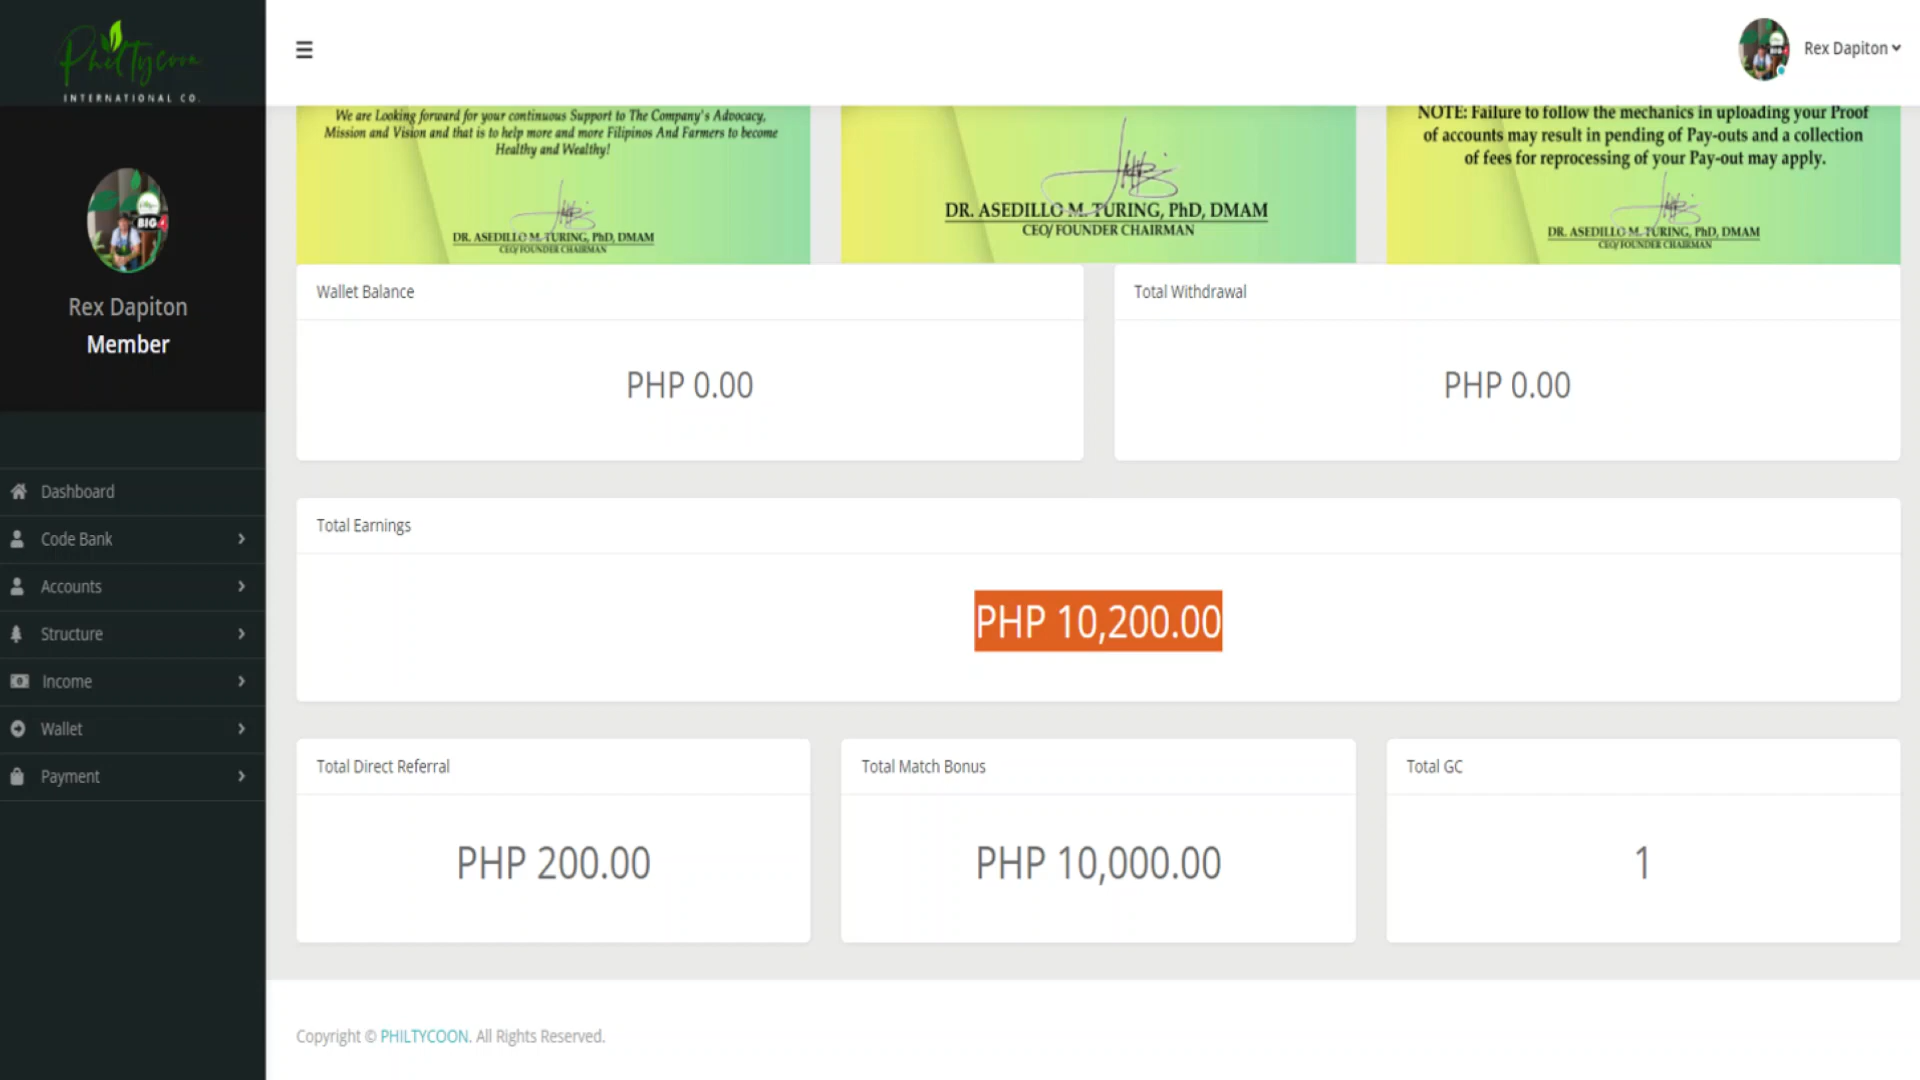 PhilTycoon
INTERNATIONAL CO.
Rex Dapiton
We are Looking forward for your continuous Support to The Company's Advocacy,
Mission and Vision and that is to help more and more Filipinos And Farmers to become
Healthy and Wealthy!
DR. ASEDILLO M. TURING, PhD, DMAM
CEO/ FOUNDER CHAIRMAN
DR. ASEDILLO M. TURING, PhD, DMAM
CEO/ FOUNDER CHAIRMAN
NOTE: Failure to follow the mechanics in uploading your Proof
of accounts may result in pending of Pay-outs and a collection
of fees for reprocessing of your Pay-out may apply.
DR. ASEDILLO M. TURING, PhD, DMAM
CEO/ FOUNDER CHAIRMAN
BIG
Rex Dapiton
Member
Dashboard
Code Bank
Accounts
Structure
Income
Wallet
Payment
Wallet Balance
PHP 0.00
Total Withdrawal
PHP 0.00
Total Earnings
PHP 10,200.00
Total Direct Referral
PHP 200.00
Total Match Bonus
PHP 10,000.00
Total GC
1
Copyright © PHILTYCOON. All Rights Reserved.